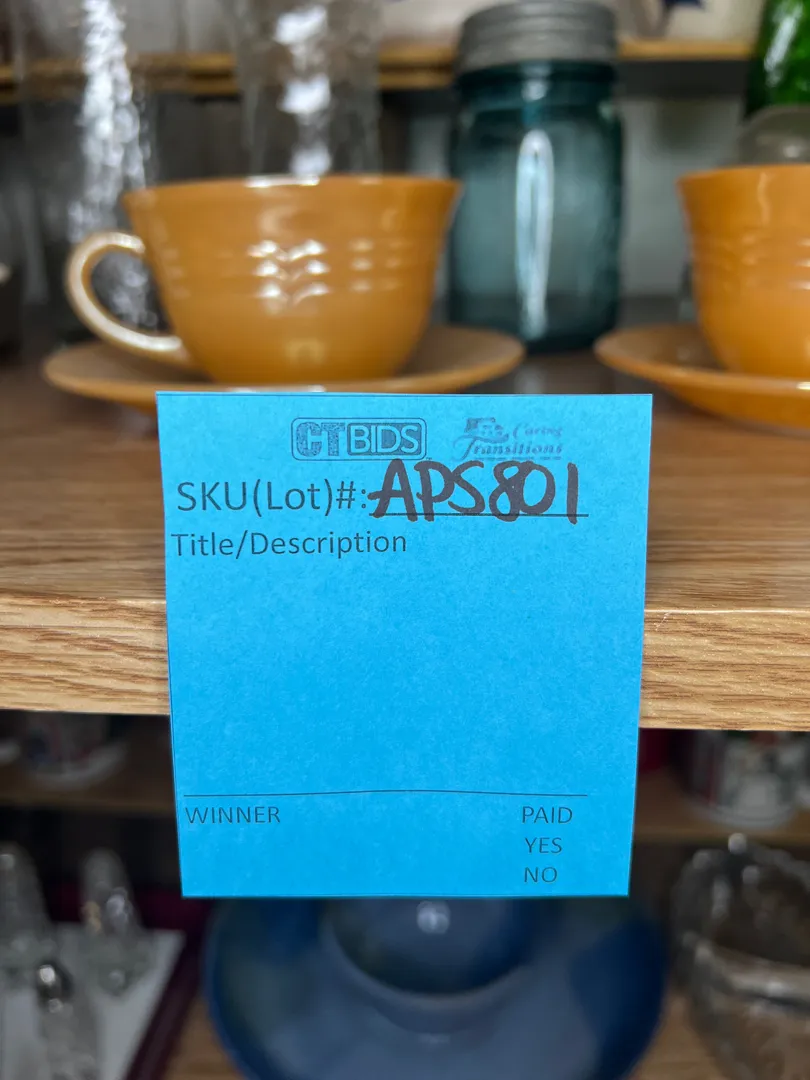 CTBIDS Caring Transitions
SKU(Lot)#: APS801
Title/Description
WINNER PAID
YES
NO